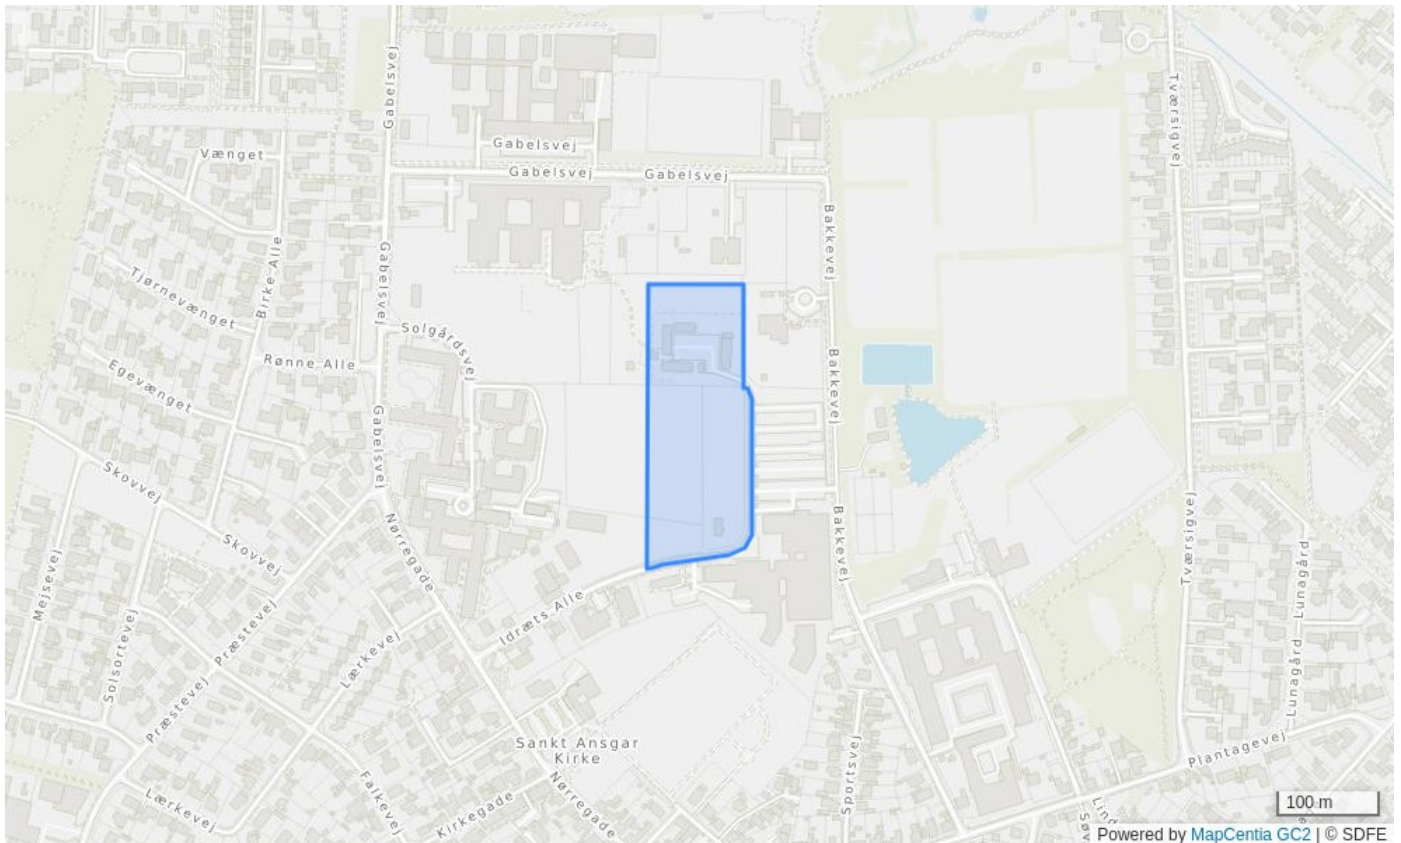 Gabelsvej
Tværsigvej
Vænget
Gabelsvej
Gabelsvej
Gabelsvej
Bakkevej
Birke Alle
Gabelsvej
Tjørnevænget
Solgårdsvej
Rønne Alle
Egevænget
Bakkevej
Gabelsvej
Skovvej
Nørregade
Skovvej
Bakkevej
Tværsigvej
Mejsevej
Præstevej
Idræts Alle
Lunagård
Lærkevej
Solsortevej
Præstevej
Lunagård
Sankt Ansgar
Kirke
Sportsvej
Plantagevej
Nørregade
Falkevej
Lærkevej
Kirkegade
100 m
Powered by MapCentia GC2 | © SDFE